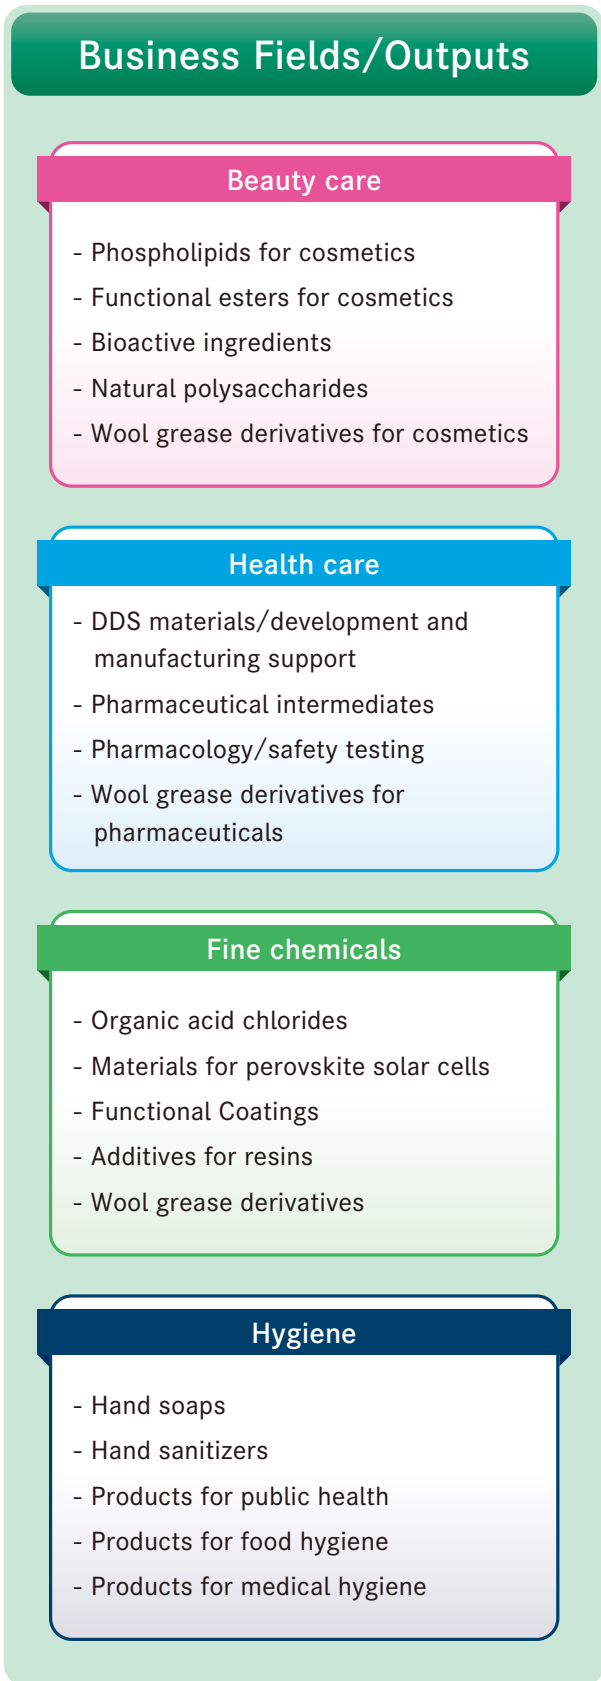 Business Fields/Outputs
Beauty care
- Phospholipids for cosmetics
- Functional esters for cosmetics
- Bioactive ingredients
- Natural polysaccharides
- Wool grease derivatives for cosmetics
Health care
- DDS materials/development and
manufacturing support
- Pharmaceutical intermediates
- Pharmacology/safety testing
- Wool grease derivatives for
pharmaceuticals
Fine chemicals
- Organic acid chlorides
- Materials for perovskite solar cells
- Functional Coatings
- Additives for resins
- Wool grease derivatives
Hygiene
- Hand soaps
- Hand sanitizers
- Products for public health
- Products for food hygiene
- Products for medical hygiene